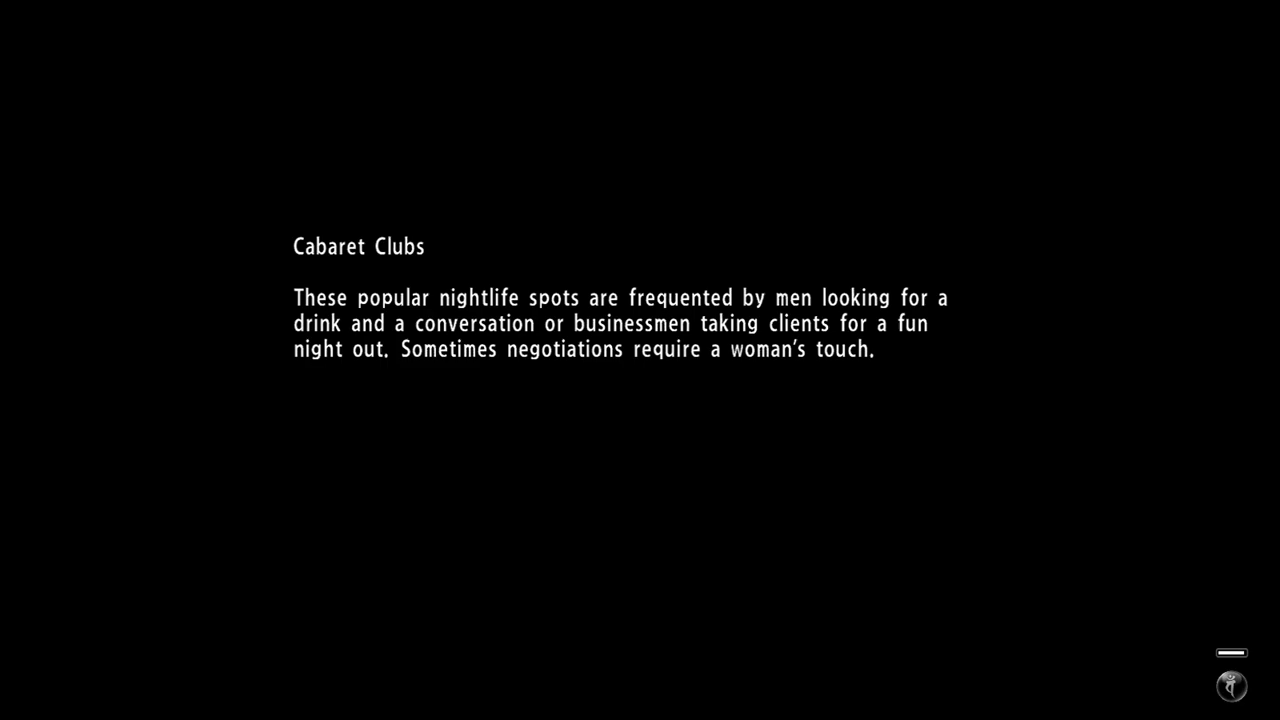 Cabaret Clubs
These popular nightlife spots are frequented by men looking for a
drink and a conversation or businessmen taking clients for a fun
night out. Sometimes negotiations require a woman's touch.